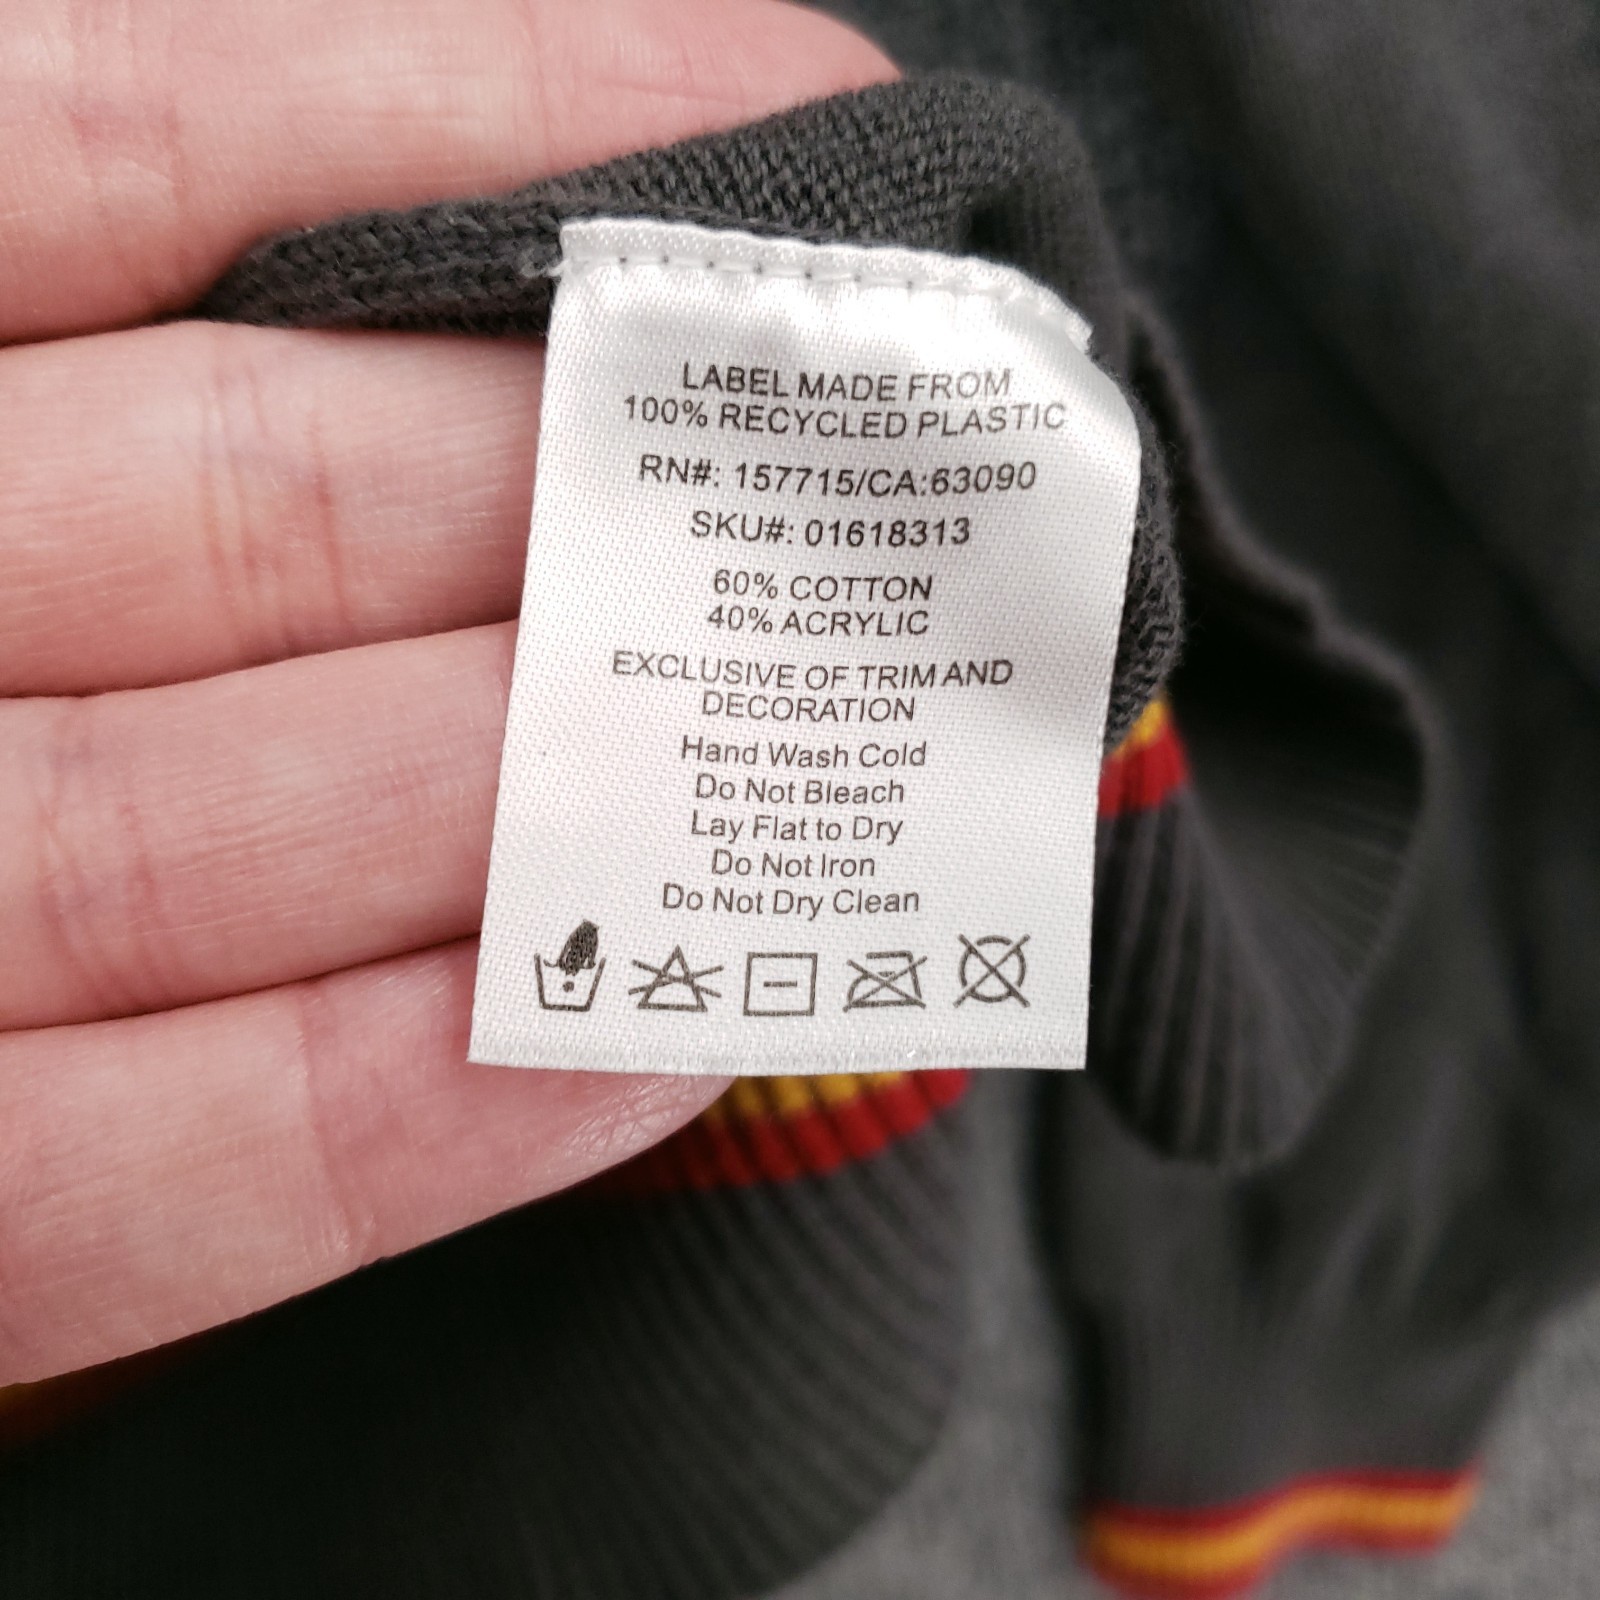 LABEL MADE FROM
100% RECYCLED PLASTIC
RN#: 157715/CA:63090
SKU#: 01618313
60% COTTON
40% ACRYLIC
EXCLUSIVE OF TRIM AND
DECORATION
Hand Wash Cold
Do Not Bleach
Lay Flat to Dry
Do Not Iron
Do Not Dry Clean